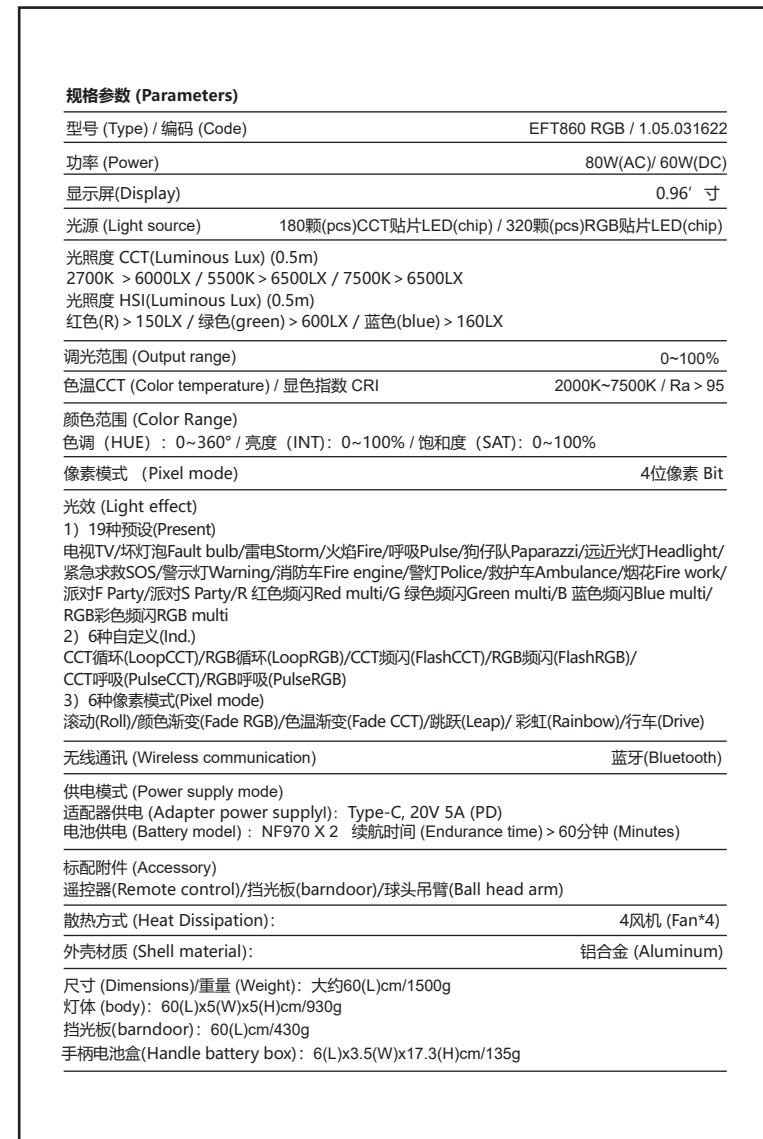 规格参数 (Parameters)
型号 (Type) / 编码 (Code) EFT860 RGB / 1.05.031622
功率 (Power) 80W(AC)/ 60W(DC)
显示屏(Display) 0.96′ 寸
光源 (Light source) 180颗(pcs)CCT贴片LED(chip) / 320颗(pcs)RGB贴片LED(chip)
光照度 CCT(Luminous Lux) (0.5m)
2700K > 6000LX / 5500K > 6500LX / 7500K > 6500LX
光照度 HSI(Luminous Lux) (0.5m)
红色(R) > 150LX / 绿色(green) > 600LX / 蓝色(blue) > 160LX
调光范围 (Output range) 0~100%
色温CCT (Color temperature) / 显色指数 CRI 2000K~7500K / Ra > 95
颜色范围 (Color Range)
色调（HUE）: 0~360° / 亮度（INT）: 0~100% / 饱和度（SAT）: 0~100%
像素模式 （Pixel mode) 4位像素 Bit
光效 (Light effect)
1）19种预设(Present)
电视TV/坏灯泡Fault bulb/雷电Storm/火焰Fire/呼吸Pulse/狗仔队Paparazzi/远近光灯Headlight/
紧急求救SOS/警示灯Warning/消防车Fire engine/警灯Police/救护车Ambulance/烟花Fire work/
派对F Party/派对S Party/R 红色频闪Red multi/G 绿色频闪Green multi/B 蓝色频闪Blue multi/
RGB彩色频闪RGB multi
2）6种自定义(Ind.)
CCT循环(LoopCCT)/RGB循环(LoopRGB)/CCT频闪(FlashCCT)/RGB频闪(FlashRGB)/
CCT呼吸(PulseCCT)/RGB呼吸(PulseRGB)
3）6种像素模式(Pixel mode)
滚动(Roll)/颜色渐变(Fade RGB)/色温渐变(Fade CCT)/跳跃(Leap)/ 彩虹(Rainbow)/行车(Drive)
无线通讯 (Wireless communication) 蓝牙(Bluetooth)
供电模式 (Power supply mode)
适配器供电 (Adapter power supplyl)： Type-C, 20V 5A (PD)
电池供电 (Battery model)： NF970 X 2 续航时间 (Endurance time) > 60分钟 (Minutes)
标配附件 (Accessory)
遥控器(Remote control)/挡光板(barndoor)/球头吊臂(Ball head arm)
散热方式 (Heat Dissipation)： 4风机 (Fan*4)
外壳材质 (Shell material)： 铝合金 (Aluminum)
尺寸 (Dimensions)/重量 (Weight)：大约60(L)cm/1500g
灯体 (body)：60(L)x5(W)x5(H)cm/930g
挡光板(barndoor)：60(L)cm/430g
手柄电池盒(Handle battery box)：6(L)x3.5(W)x17.3(H)cm/135g